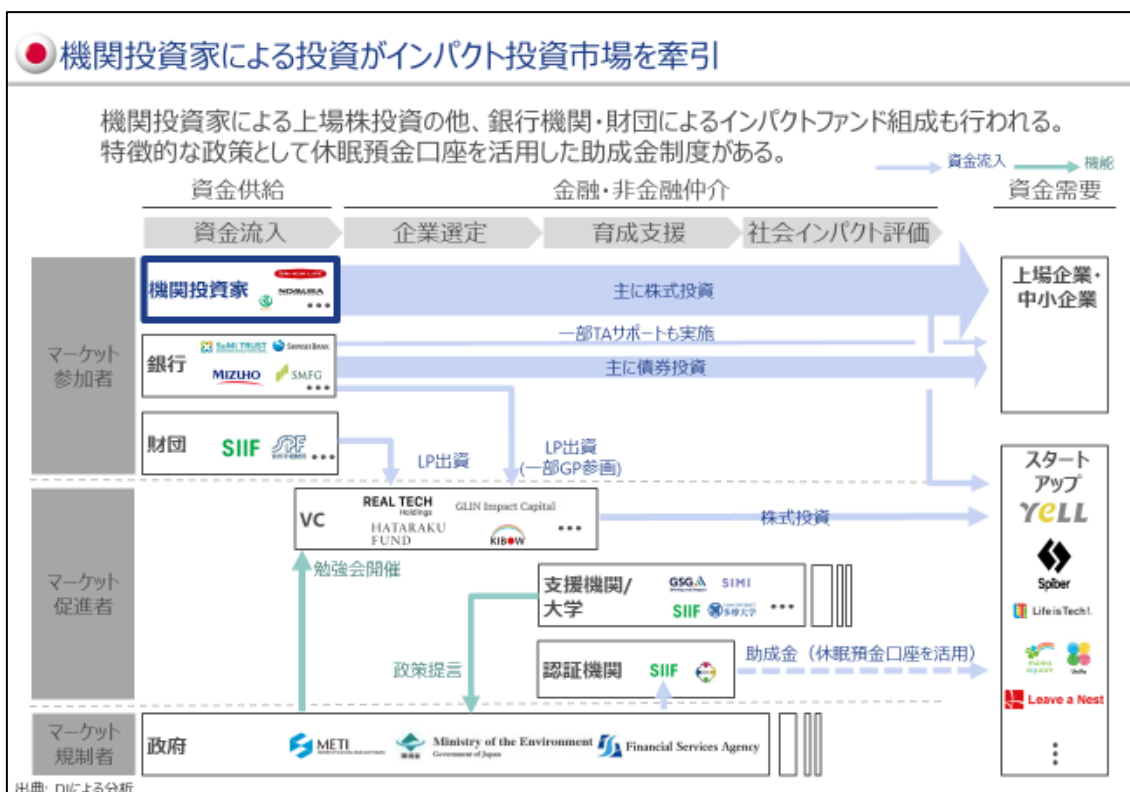 機関投資家による投資がインパクト投資市場を牽引
機関投資家による上場株投資の他、銀行機関・財団によるインパクトファンド組成も行われる。
特徴的な政策として休眠預金口座を活用した助成金制度がある。
資金流入 機能
資金供給 金融・非金融仲介 資金需要
資金流入 企業選定 育成支援 社会インパクト評価
マーケット
参加者
機関投資家
NOMURA
•••
主に株式投資
上場企業・
中小企業
一部TAサポートも実施
銀行
SuMi TRUST
MIZUHO SMFG
•••
主に債券投資
財団
SIIF SPF •••
LP出資
LP出資
(一部GP参画)
スタート
アップ
YeLL
Spiber
Life is Tech!.
Leave a Nest
⋮
マーケット
促進者
VC
REAL TECH
Holdings
GLIN Impact Capital
HATARAKU
FUND
KIBOW
•••
株式投資
勉強会開催
支援機関/
大学
GSG SIMI
SIIF •••
政策提言
認証機関 SIIF
助成金（休眠預金口座を活用）
マーケット
規制者
政府
METI
Ministry of the Environment
Government of Japan
Financial Services Agency
出典: DIによる分析